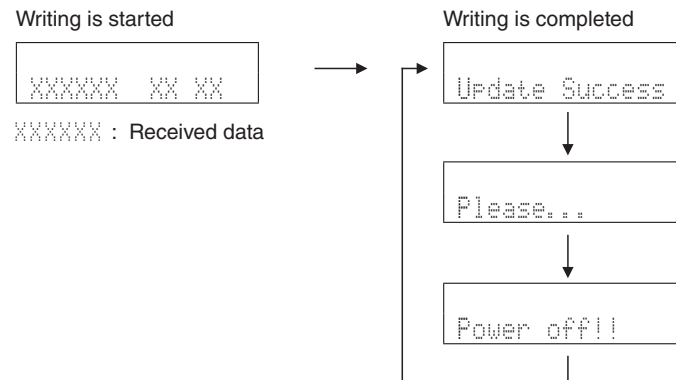 Writing is started
XXXXXX XX XX
XXXXXX : Received data
Writing is completed
Update Success
Please...
Power off!!